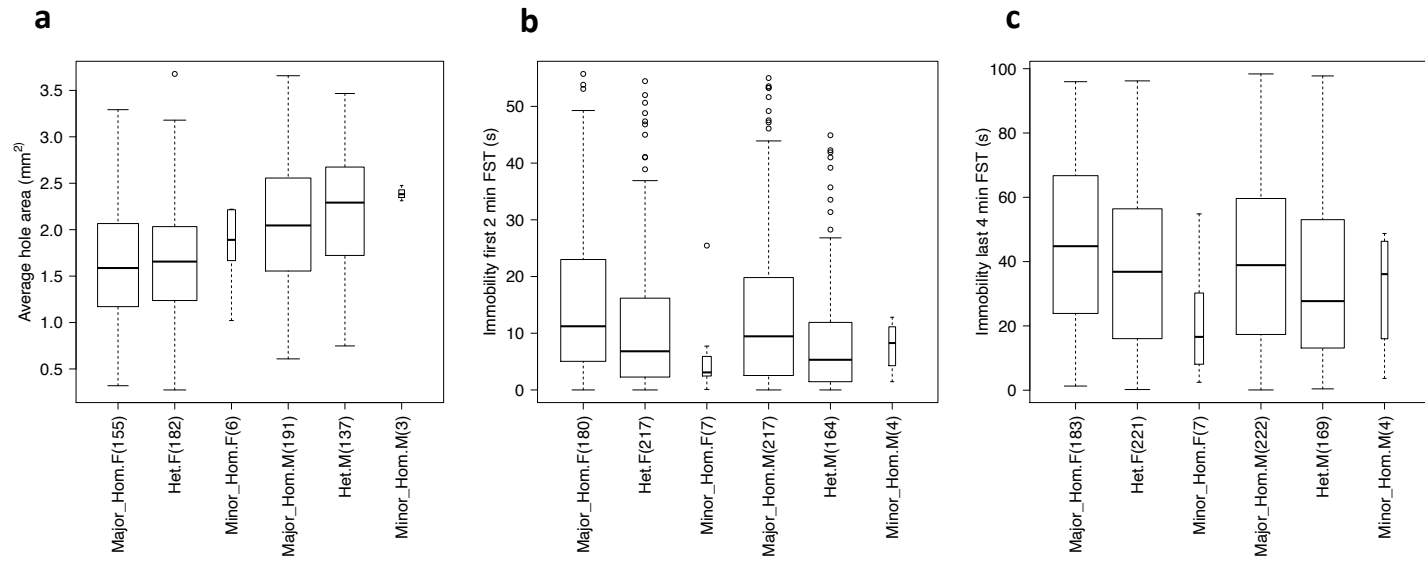 a
Average hole area (mm²)
3.5
3.0
2.5
2.0
1.5
1.0
0.5
Major_Hom.F(155)
Het.F(182)
Minor_Hom.F(6)
Major_Hom.M(191)
Het.M(137)
Minor_Hom.M(3)
b
Immobility first 2 min FST (s)
50
40
30
20
10
0
Major_Hom.F(180)
Het.F(217)
Minor_Hom.F(7)
Major_Hom.M(217)
Het.M(164)
Minor_Hom.M(4)
c
Immobility last 4 min FST (s)
100
80
60
40
20
0
Major_Hom.F(183)
Het.F(221)
Minor_Hom.F(7)
Major_Hom.M(222)
Het.M(169)
Minor_Hom.M(4)